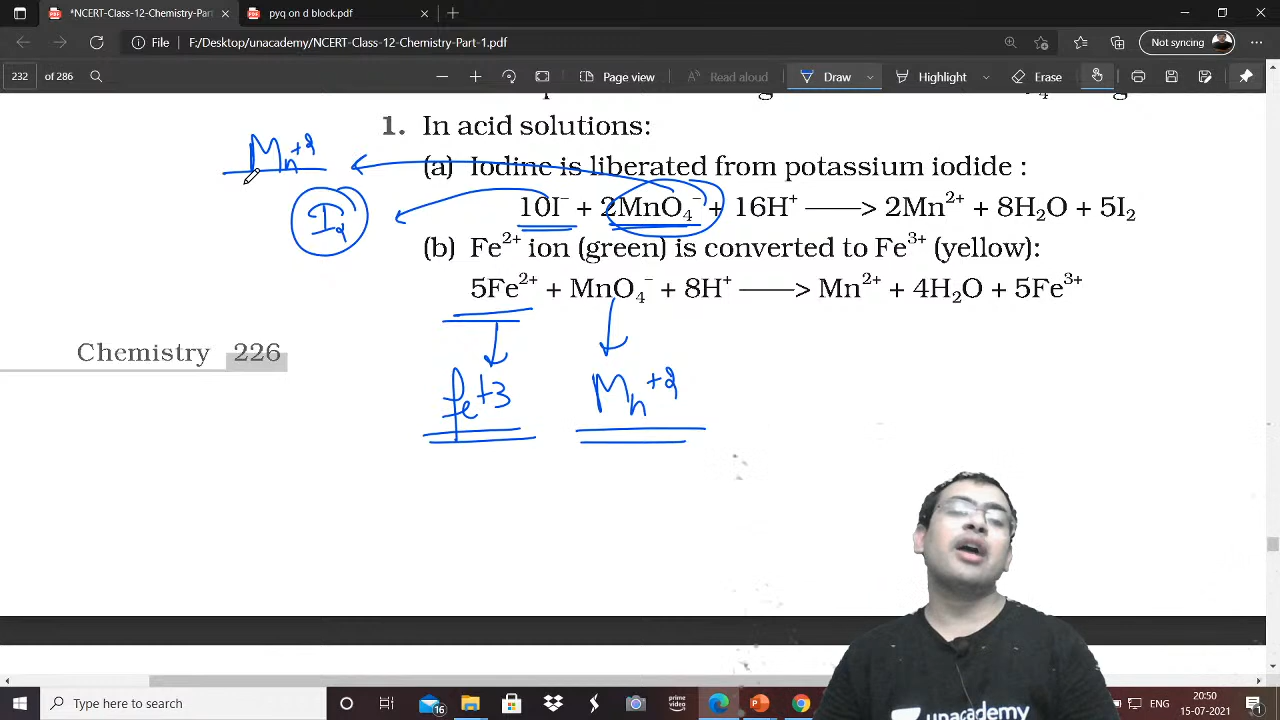 *NCERT-Class-12-Chemistry-Part-1
pyq on d block.pdf
File F:/Desktop/unacademy/NCERT-Class-12-Chemistry-Part-1.pdf
Not syncing
232 of 286
Page view
Read aloud
Draw
Highlight
Erase
1. In acid solutions:
Mn+2
(a) Iodine is liberated from potassium iodide :
I2
10I⁻ + 2MnO₄⁻ + 16H⁺ ——> 2Mn²⁺ + 8H₂O + 5I₂
(b) Fe²⁺ ion (green) is converted to Fe³⁺ (yellow):
5Fe²⁺ + MnO₄⁻ + 8H⁺ ——> Mn²⁺ + 4H₂O + 5Fe³⁺
Chemistry 226
fe+3
Mn+2
unacademy
Type here to search
16
ENG
20:50
15-07-2021
1